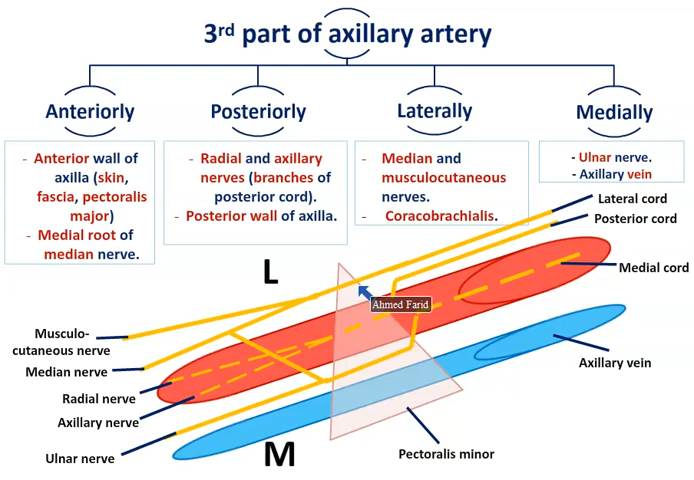 3rd part of axillary artery
Anteriorly
Posteriorly
Laterally
Medially
- Anterior wall of
axilla (skin,
fascia, pectoralis
major)
- Medial root of
median nerve.
- Radial and axillary
nerves (branches of
posterior cord).
- Posterior wall of axilla.
- Median and
musculocutaneous
nerves.
- Coracobrachialis.
- Ulnar nerve.
- Axillary vein
Lateral cord
Posterior cord
Medial cord
L
Ahmed Farid
Musculo-
cutaneous nerve
Median nerve
Radial nerve
Axillary nerve
Ulnar nerve
Axillary vein
Pectoralis minor
M